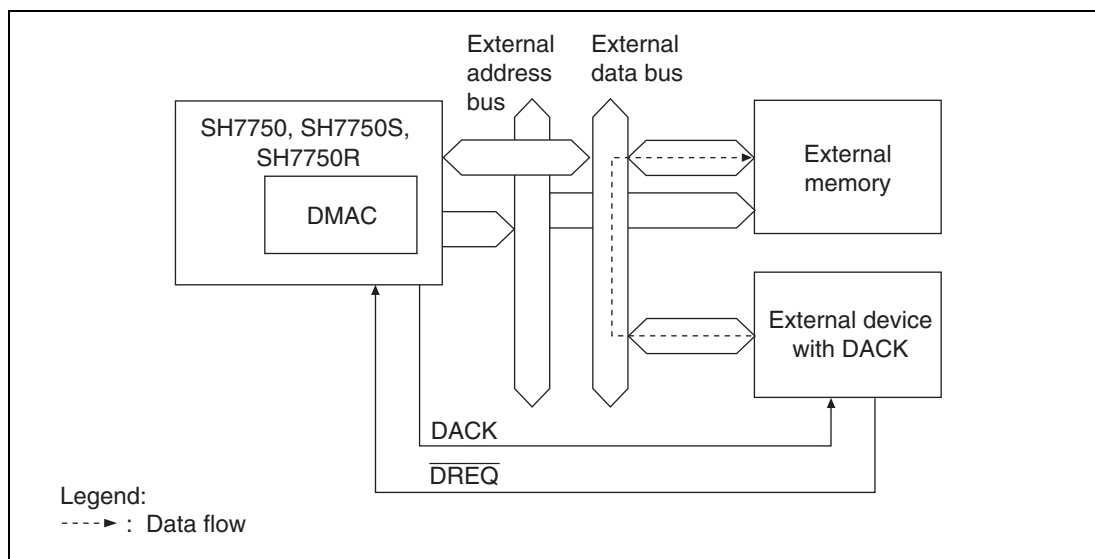 External
address
bus
External
data bus
SH7750, SH7750S,
SH7750R
DMAC
External
memory
External device
with DACK
DACK
DREQ
Legend:
: Data flow